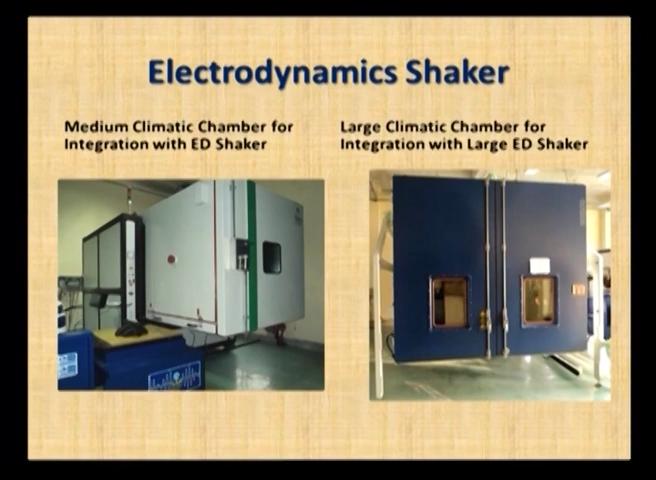 Electrodynamics Shaker
Medium Climatic Chamber for
Integration with ED Shaker
Large Climatic Chamber for
Integration with Large ED Shaker